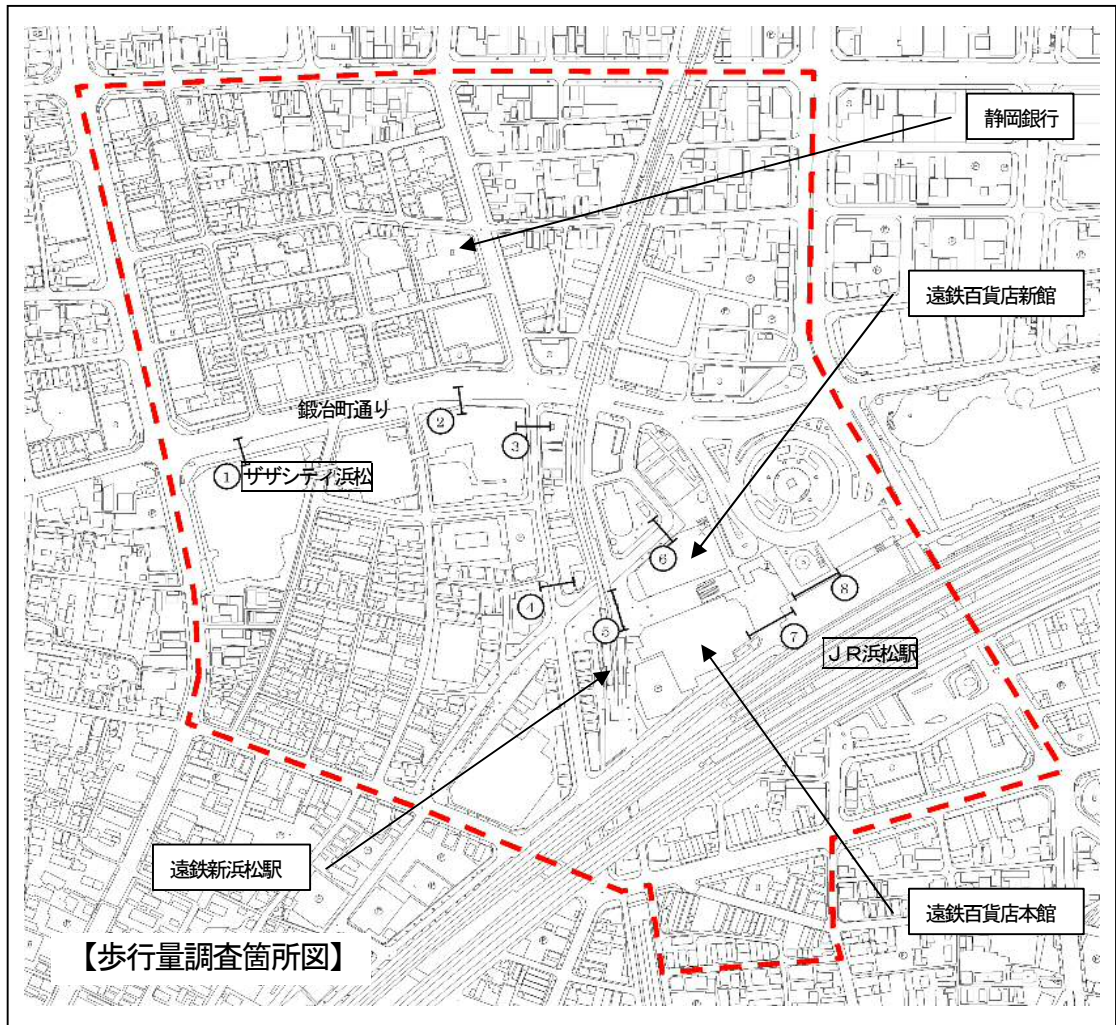 静岡銀行
遠鉄百貨店新館
鍛冶町通り
②
③
①
ザザシティ浜松
⑥
⑧
④
⑤
⑦
ＪＲ浜松駅
遠鉄新浜松駅
遠鉄百貨店本館
【歩行量調査箇所図】